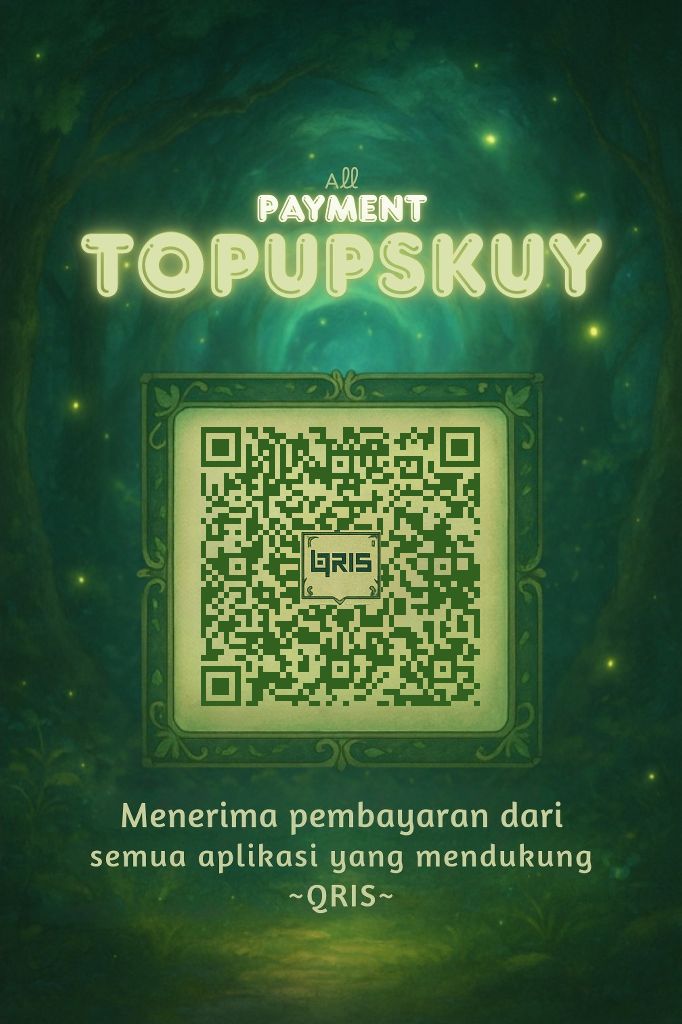 All
PAYMENT
TOPUPSKUY
QRIS
Menerima pembayaran dari
semua aplikasi yang mendukung
~QRIS~